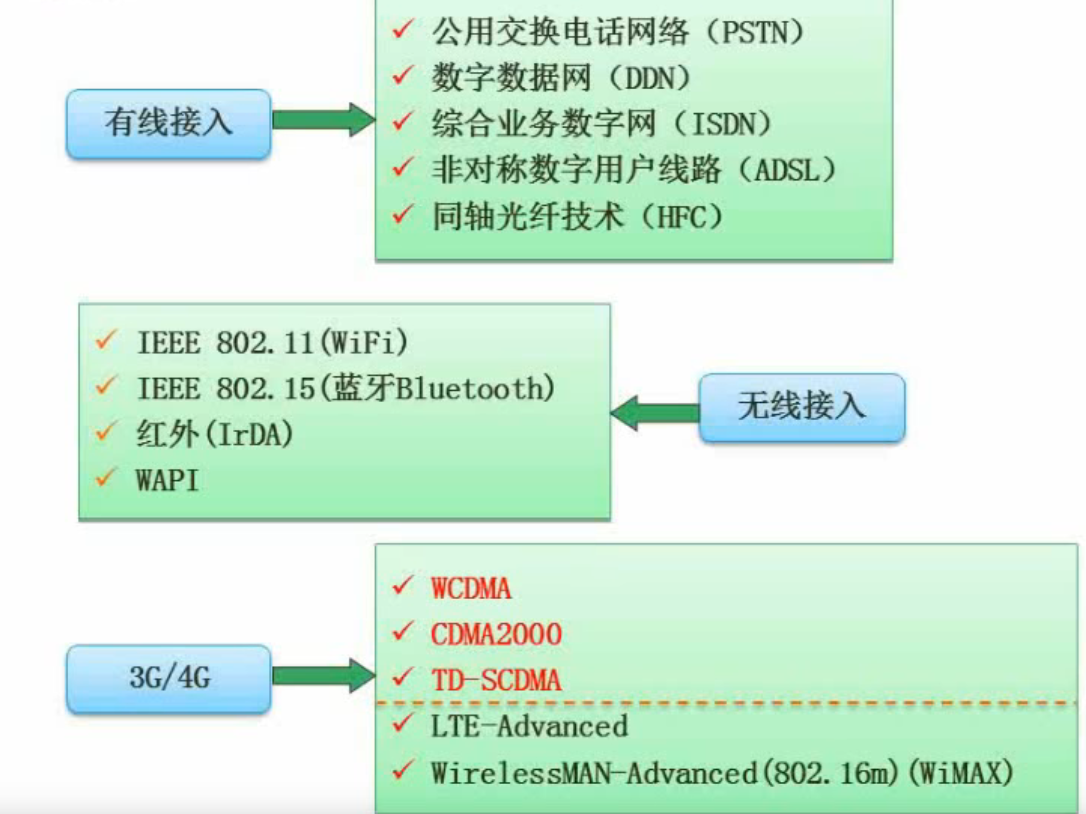 公用交换电话网络（PSTN）
数字数据网（DDN）
有线接入
综合业务数字网（ISDN）
非对称数字用户线路（ADSL）
同轴光纤技术（HFC）
IEEE 802.11(WiFi)
IEEE 802.15(蓝牙Bluetooth)
无线接入
红外(IrDA)
WAPI
WCDMA
CDMA2000
3G/4G
TD-SCDMA
LTE-Advanced
WirelessMAN-Advanced(802.16m)(WiMAX)